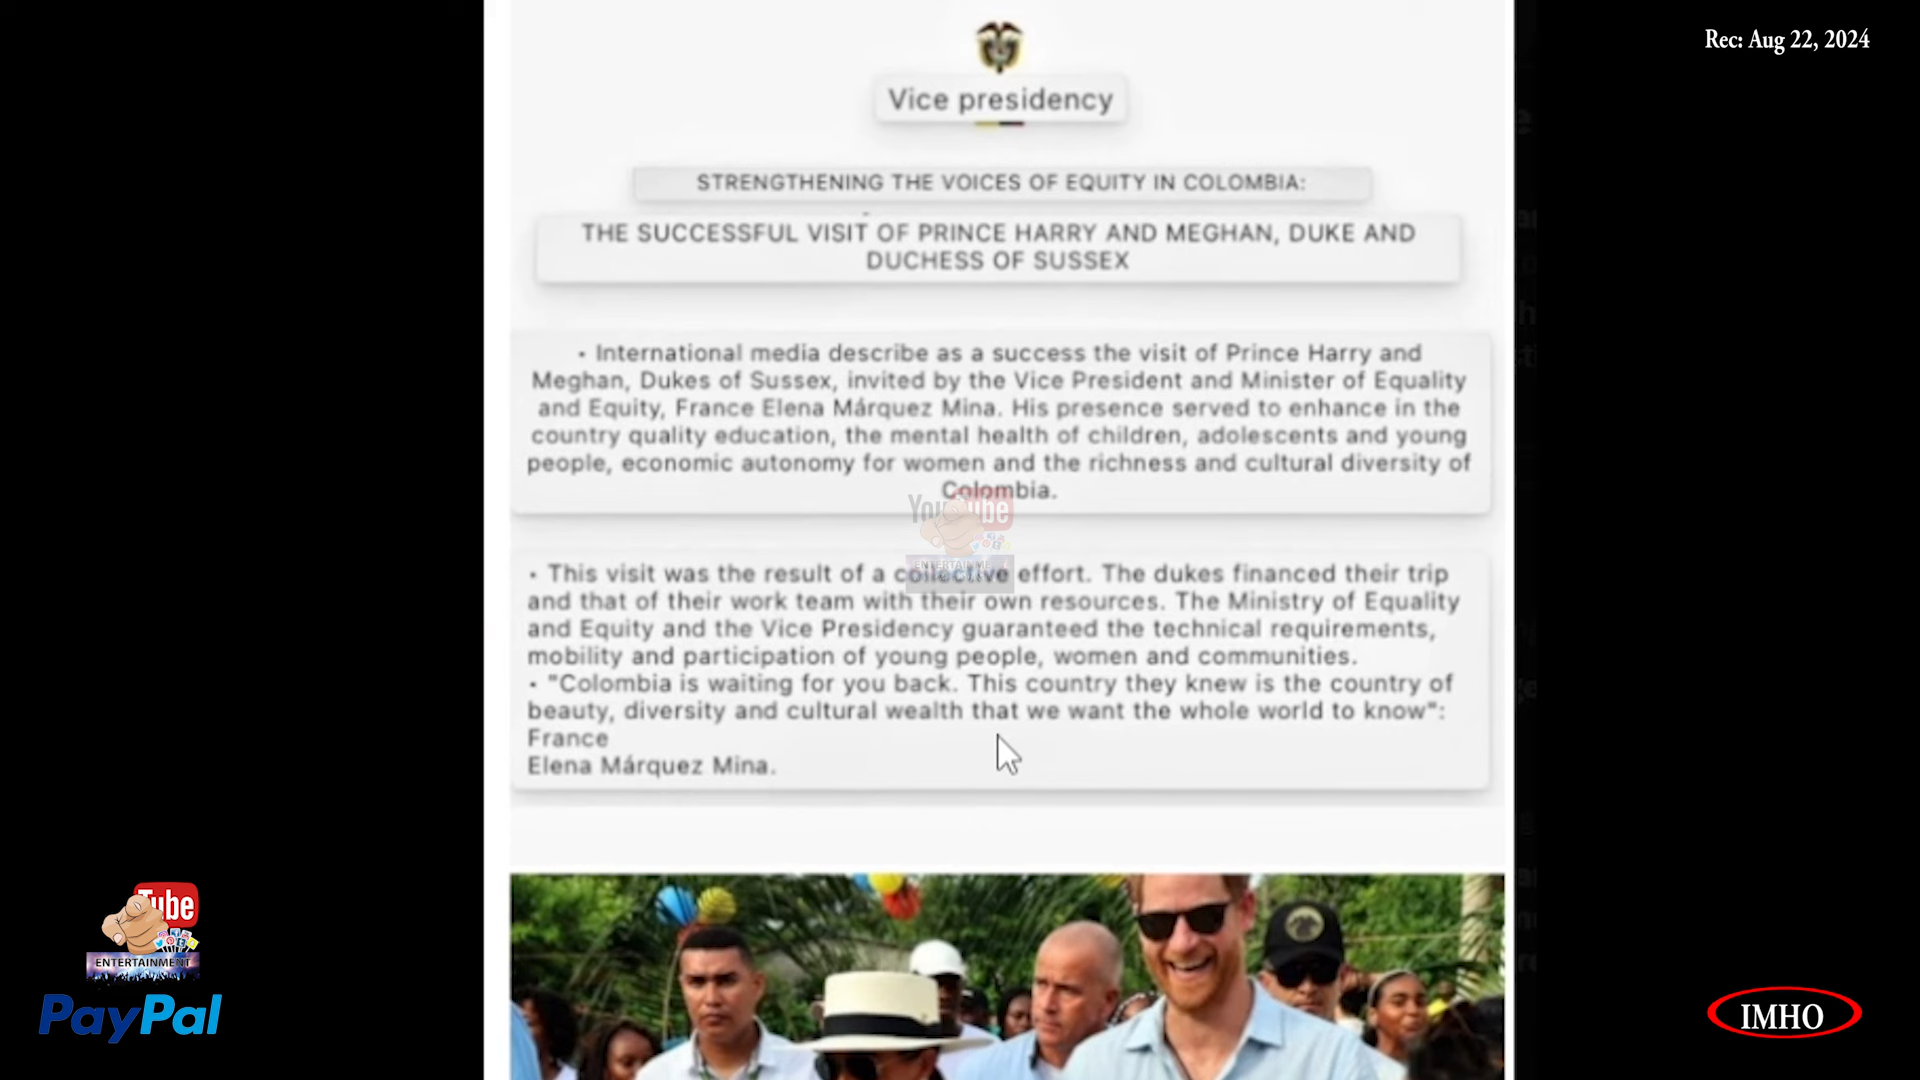 Rec: Aug 22, 2024
Vice presidency
STRENGTHENING THE VOICES OF EQUITY IN COLOMBIA:
THE SUCCESSFUL VISIT OF PRINCE HARRY AND MEGHAN, DUKE AND
DUCHESS OF SUSSEX
• International media describe as a success the visit of Prince Harry and
Meghan, Dukes of Sussex, invited by the Vice President and Minister of Equality
and Equity, France Elena Márquez Mina. His presence served to enhance in the
country quality education, the mental health of children, adolescents and young
people, economic autonomy for women and the richness and cultural diversity of
Colombia.
YouTube
ENTERTAINMENT
• This visit was the result of a collective effort. The dukes financed their trip
and that of their work team with their own resources. The Ministry of Equality
and Equity and the Vice Presidency guaranteed the technical requirements,
mobility and participation of young people, women and communities.
• "Colombia is waiting for you back. This country they knew is the country of
beauty, diversity and cultural wealth that we want the whole world to know":
France
Elena Márquez Mina.
Tube
ENTERTAINMENT
PayPal
IMHO